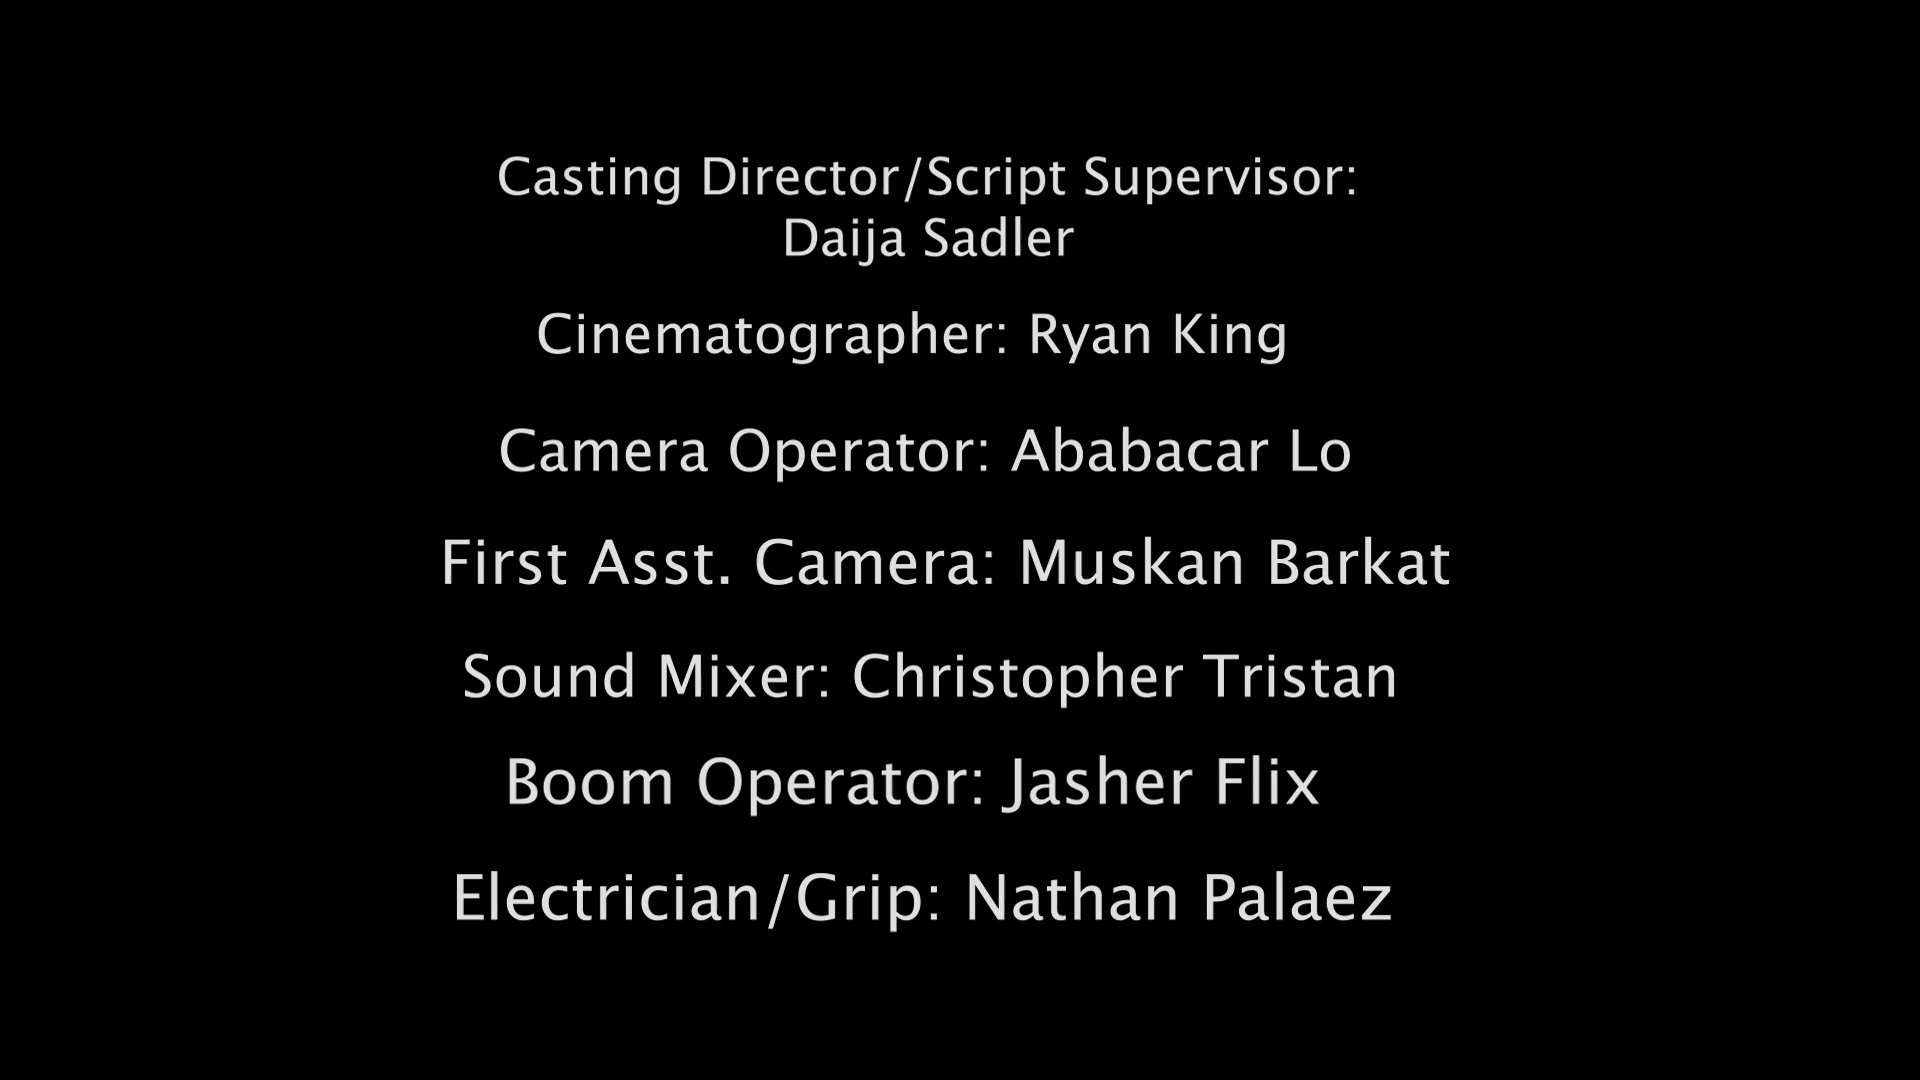 Casting Director/Script Supervisor:
Daija Sadler
Cinematographer: Ryan King
Camera Operator: Ababacar Lo
First Asst. Camera: Muskan Barkat
Sound Mixer: Christopher Tristan
Boom Operator: Jasher Flix
Electrician/Grip: Nathan Palaez